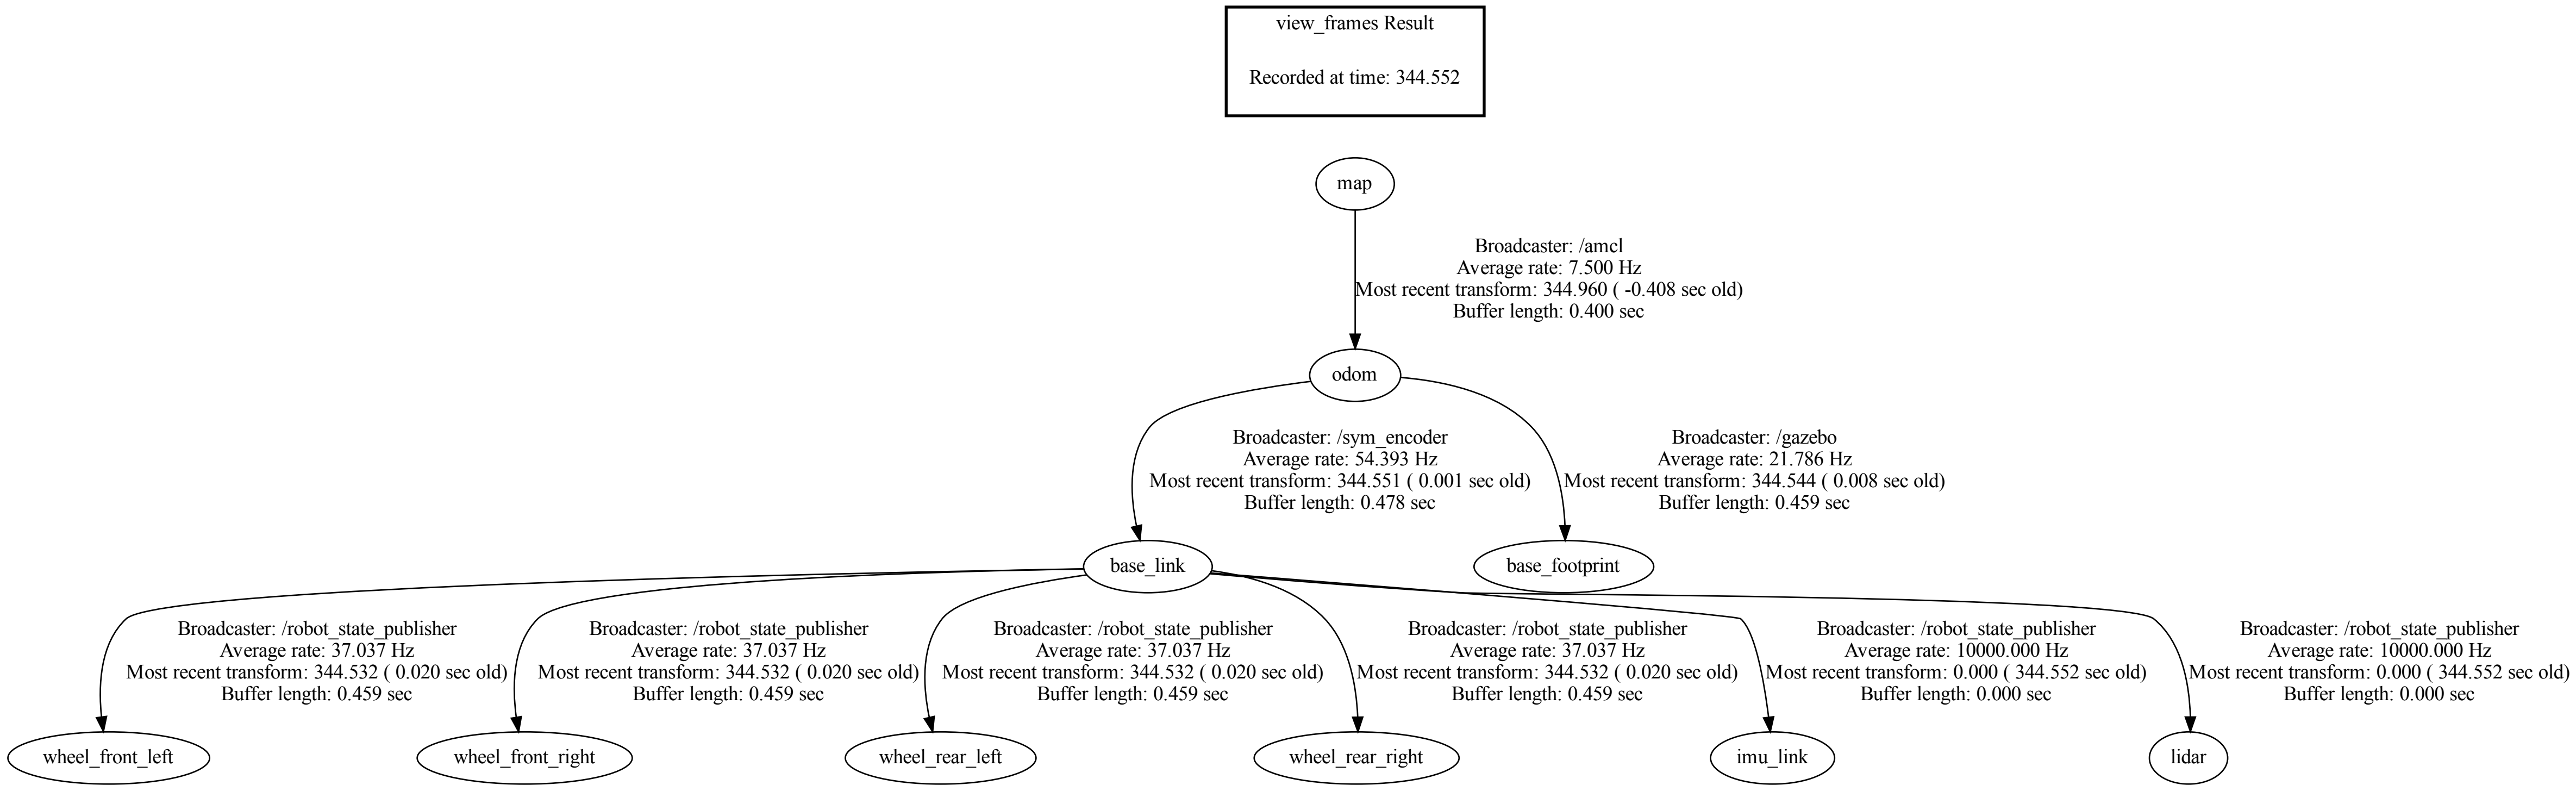 view_frames Result
Recorded at time: 344.552
map
Broadcaster: /amcl
Average rate: 7.500 Hz
Most recent transform: 344.960 ( -0.408 sec old)
Buffer length: 0.400 sec
odom
Broadcaster: /sym_encoder
Average rate: 54.393 Hz
Most recent transform: 344.551 ( 0.001 sec old)
Buffer length: 0.478 sec
Broadcaster: /gazebo
Average rate: 21.786 Hz
Most recent transform: 344.544 ( 0.008 sec old)
Buffer length: 0.459 sec
base_link
base_footprint
Broadcaster: /robot_state_publisher
Average rate: 37.037 Hz
Most recent transform: 344.532 ( 0.020 sec old)
Buffer length: 0.459 sec
Broadcaster: /robot_state_publisher
Average rate: 37.037 Hz
Most recent transform: 344.532 ( 0.020 sec old)
Buffer length: 0.459 sec
Broadcaster: /robot_state_publisher
Average rate: 37.037 Hz
Most recent transform: 344.532 ( 0.020 sec old)
Buffer length: 0.459 sec
Broadcaster: /robot_state_publisher
Average rate: 37.037 Hz
Most recent transform: 344.532 ( 0.020 sec old)
Buffer length: 0.459 sec
Broadcaster: /robot_state_publisher
Average rate: 10000.000 Hz
Most recent transform: 0.000 ( 344.552 sec old)
Buffer length: 0.000 sec
Broadcaster: /robot_state_publisher
Average rate: 10000.000 Hz
Most recent transform: 0.000 ( 344.552 sec old)
Buffer length: 0.000 sec
wheel_front_left
wheel_front_right
wheel_rear_left
wheel_rear_right
imu_link
lidar